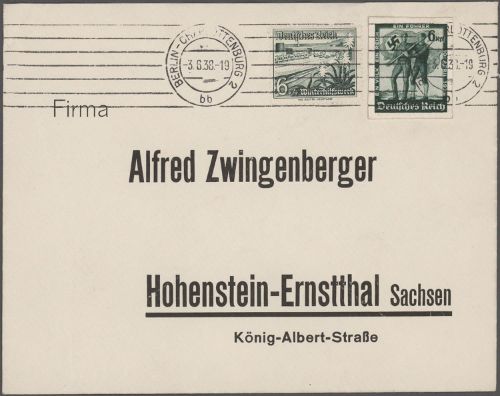 BERLIN-CHARLOTTENBURG 2
-3.6.38.-19
bb
Deutsches Reich
6
Winterhilfswerk
EIN FÜHRER
6
Deutsches Reich
Firma
Alfred Zwingenberger
Hohenstein-Ernstthal Sachsen
König-Albert-Straße